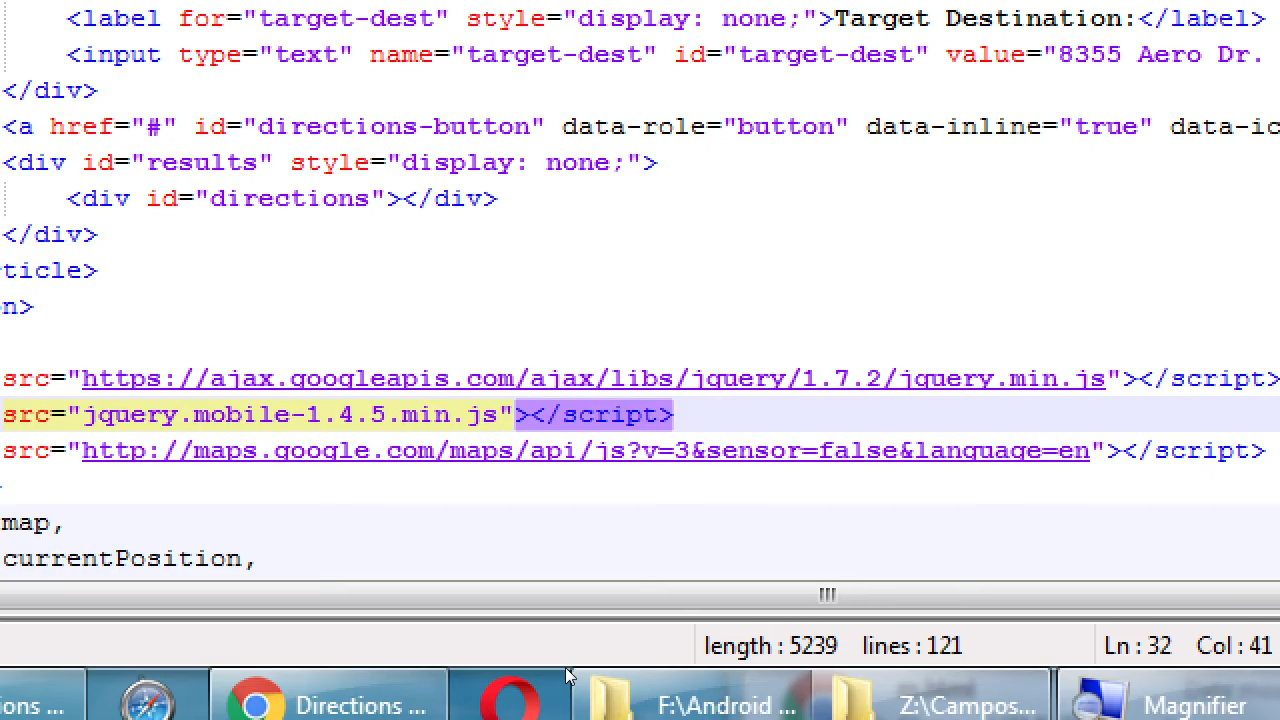 <label for="target-dest" style="display: none;">Target Destination:</label>
<input type="text" name="target-dest" id="target-dest" value="8355 Aero Dr.
</div>
<a href="#" id="directions-button" data-role="button" data-inline="true" data-ic
<div id="results" style="display: none;">
<div id="directions"></div>
</div>
rticle>
n>
src="https://ajax.googleapis.com/ajax/libs/jquery/1.7.2/jquery.min.js"></script>
src="jquery.mobile-1.4.5.min.js"></script>
src="http://maps.google.com/maps/api/js?v=3&sensor=false&language=en"></script>
map,
currentPosition,
length : 5239 lines : 121 Ln : 32 Col : 41
ions ... Directions ... F:\Android ... Z:\Campos... Magnifier